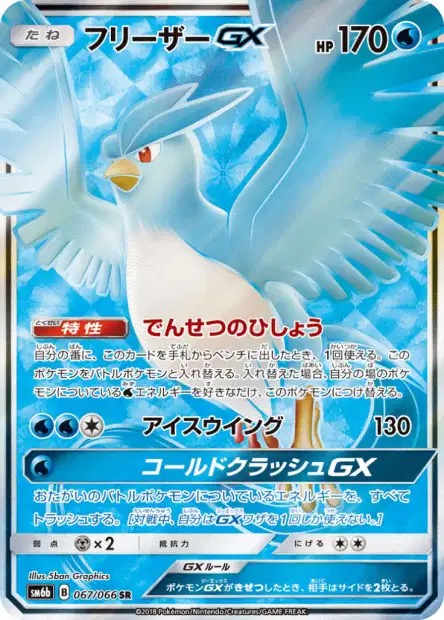 たね フリーザーGX HP 170
とくせい
特性 でんせつのひしょう
自分の番に、このカードを手札からベンチに出したとき、1回使える。この
ポケモンをバトルポケモンと入れ替える。入れ替えた場合、自分の場のポケ
モンについている水エネルギーを好きなだけ、このポケモンにつけ替える。
アイスウイング 130
コールドクラッシュGX
おたがいのバトルポケモンについているエネルギーを、すべて
トラッシュする。[対戦中、自分はGXワザを1回しか使えない。]
弱点 ×2 抵抗力 にげる
Illus. 5ban Graphics
GXルール
ポケモンGXがきぜつしたとき、相手はサイドを2枚とる。
sm6b B 067/066 SR
©2018 Pokémon/Nintendo/Creatures/GAME FREAK.